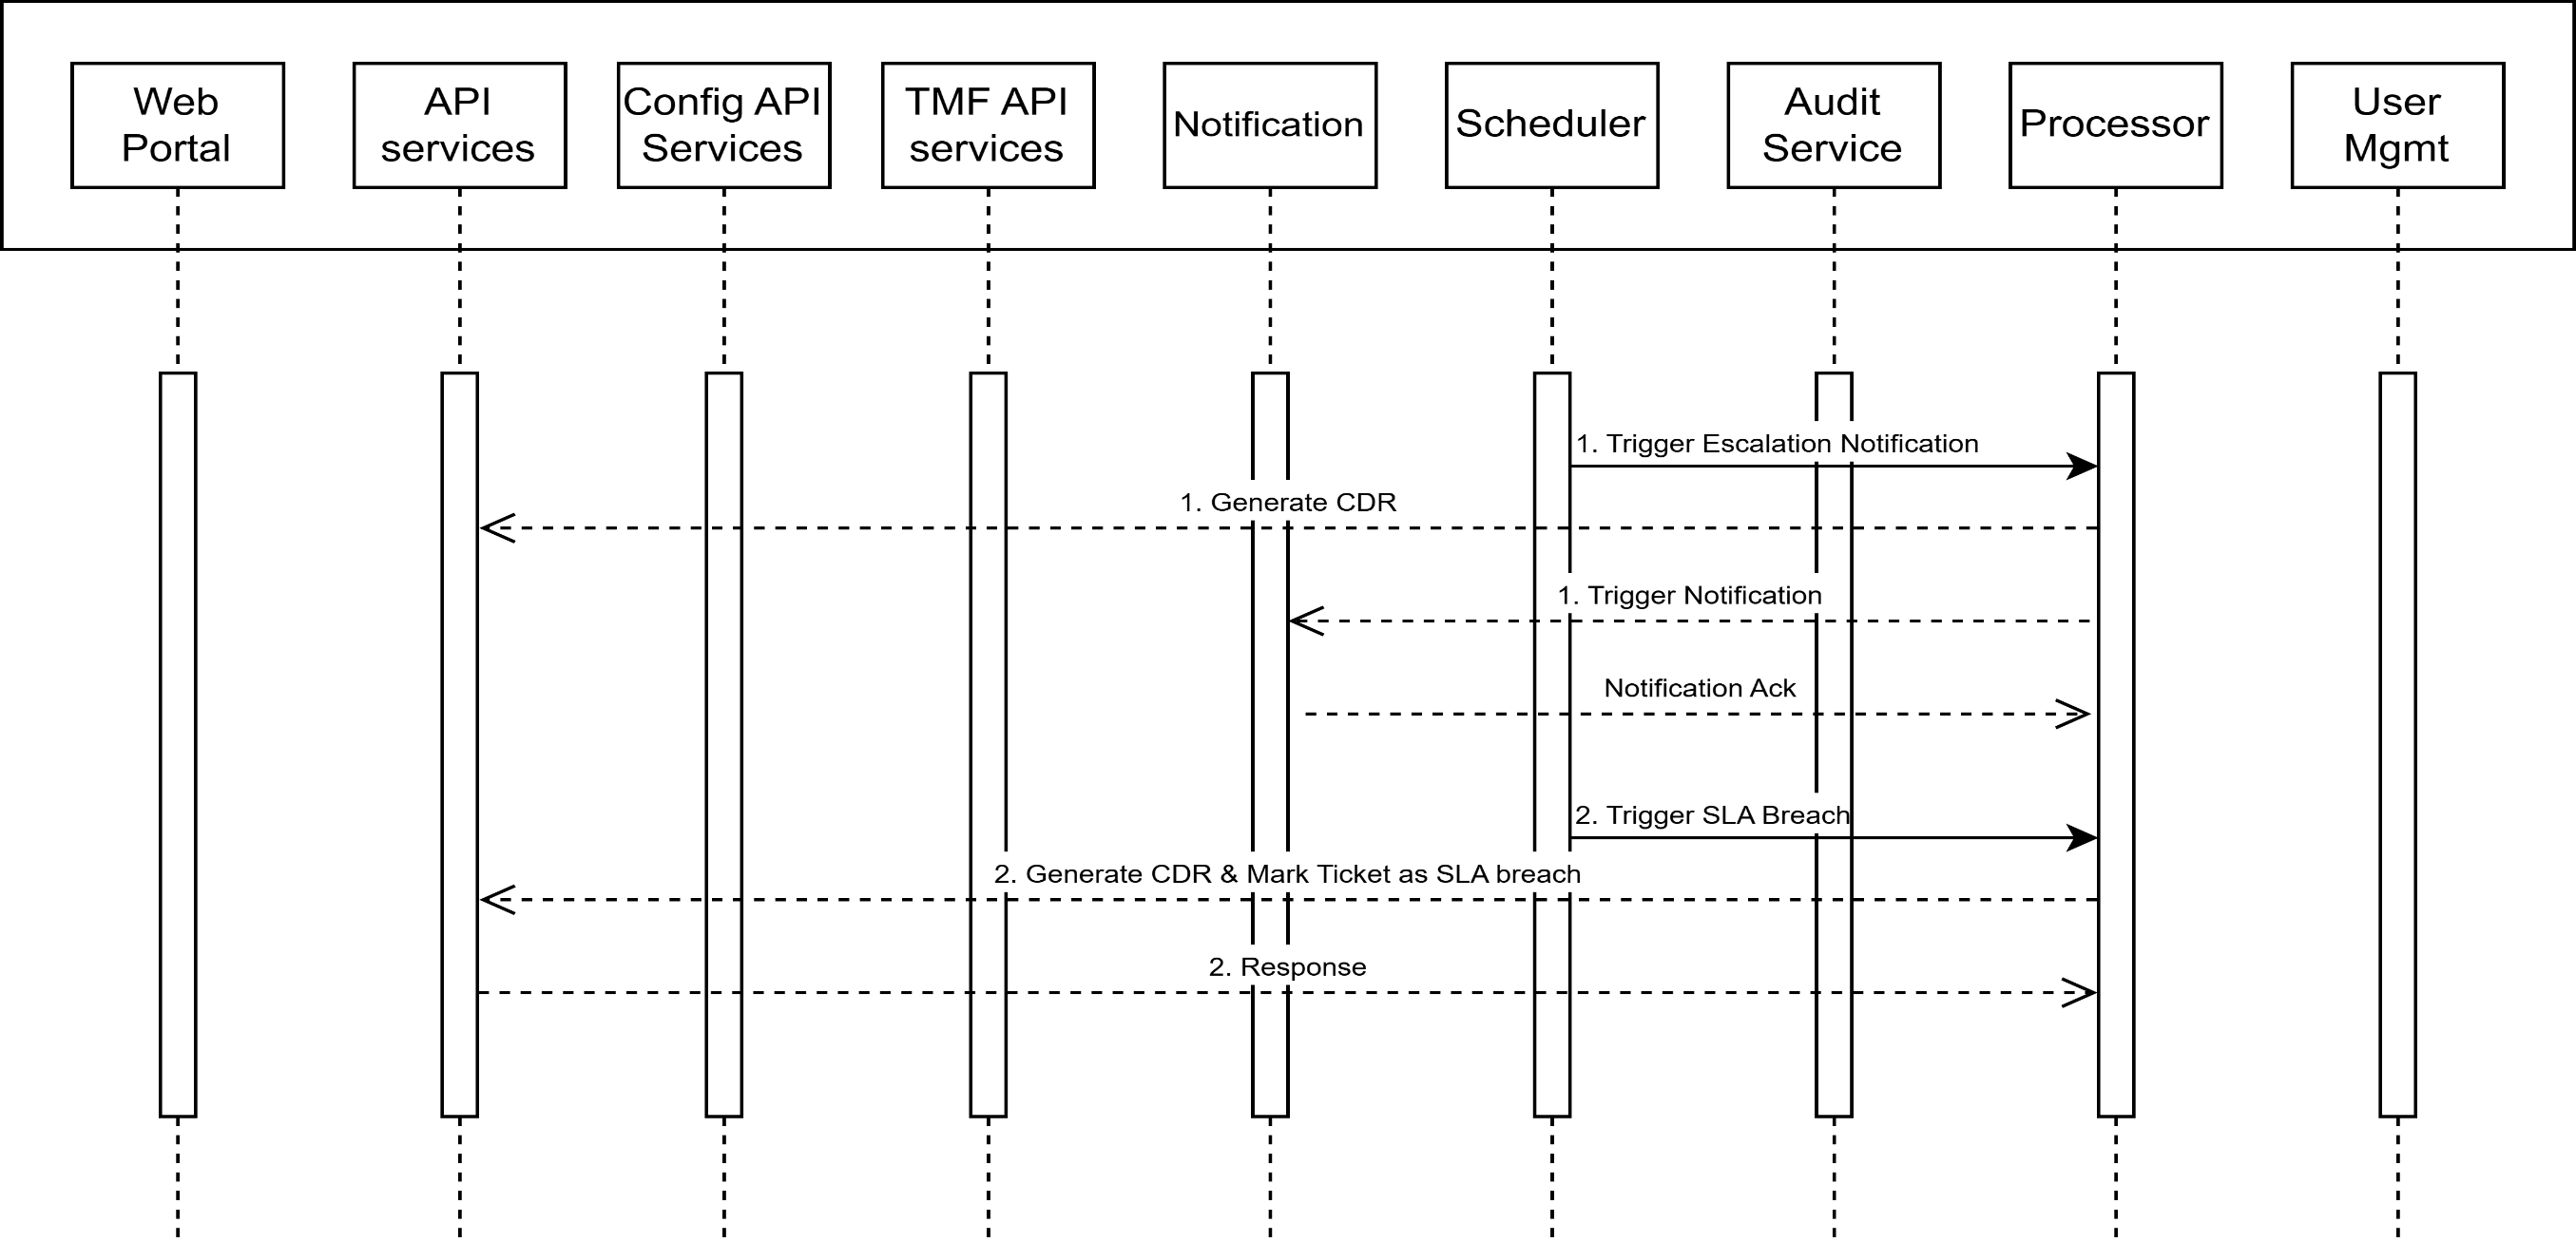 Web
Portal
API
services
Config API
Services
TMF API
services
Notification
Scheduler
Audit
Service
Processor
User
Mgmt
1. Trigger Escalation Notification
1. Generate CDR
1. Trigger Notification
Notification Ack
2. Trigger SLA Breach
2. Generate CDR & Mark Ticket as SLA breach
2. Response